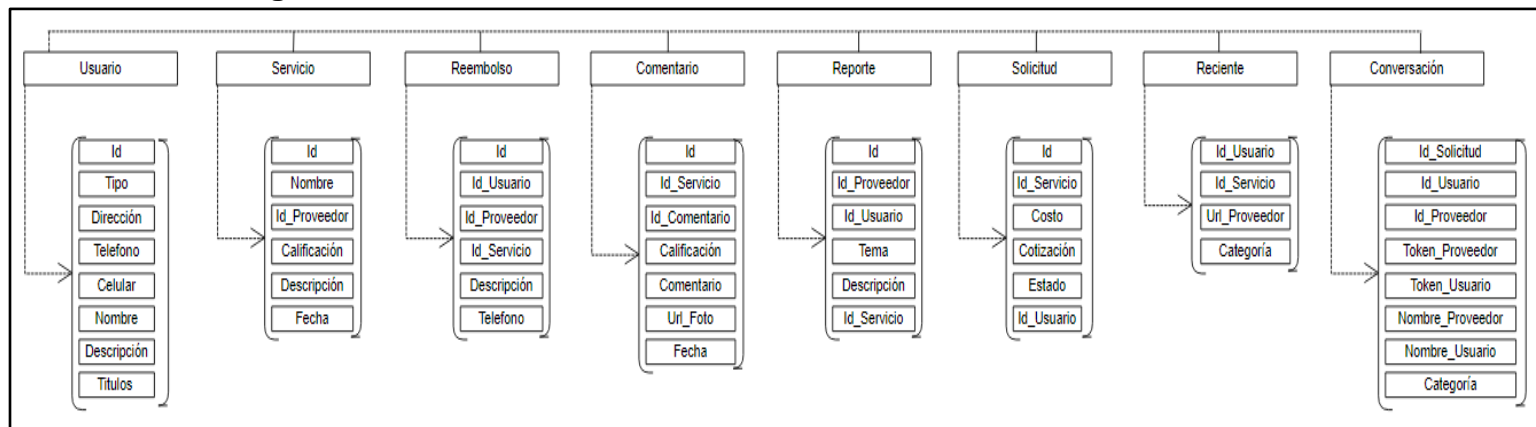 Usuario
Servicio
Reembolso
Comentario
Reporte
Solicitud
Reciente
Conversación
Id
Tipo
Dirección
Telefono
Celular
Nombre
Descripción
Titulos
Id
Nombre
Id_Proveedor
Calificación
Descripción
Fecha
Id
Id_Usuario
Id_Proveedor
Id_Servicio
Descripción
Telefono
Id
Id_Servicio
Id_Comentario
Calificación
Comentario
Url_Foto
Fecha
Id
Id_Proveedor
Id_Usuario
Tema
Descripción
Id_Servicio
Id
Id_Servicio
Costo
Cotización
Estado
Id_Usuario
Id_Usuario
Id_Servicio
Url_Proveedor
Categoría
Id_Solicitud
Id_Usuario
Id_Proveedor
Token_Proveedor
Token_Usuario
Nombre_Proveedor
Nombre_Usuario
Categoría